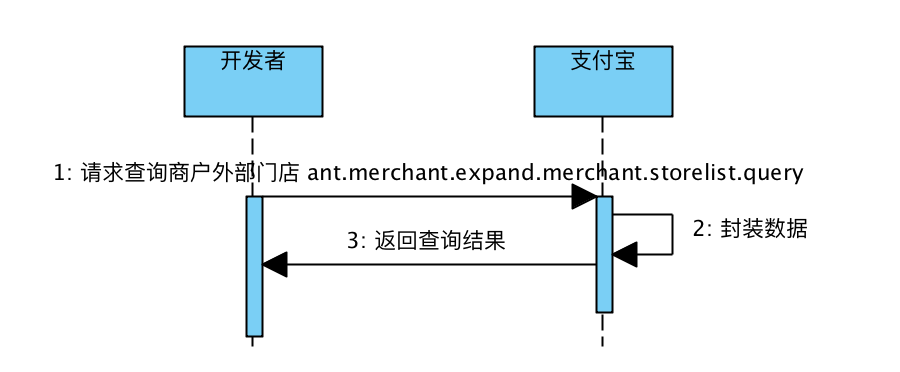 开发者
支付宝
1: 请求查询商户外部门店 ant.merchant.expand.merchant.storelist.query
2: 封装数据
3: 返回查询结果